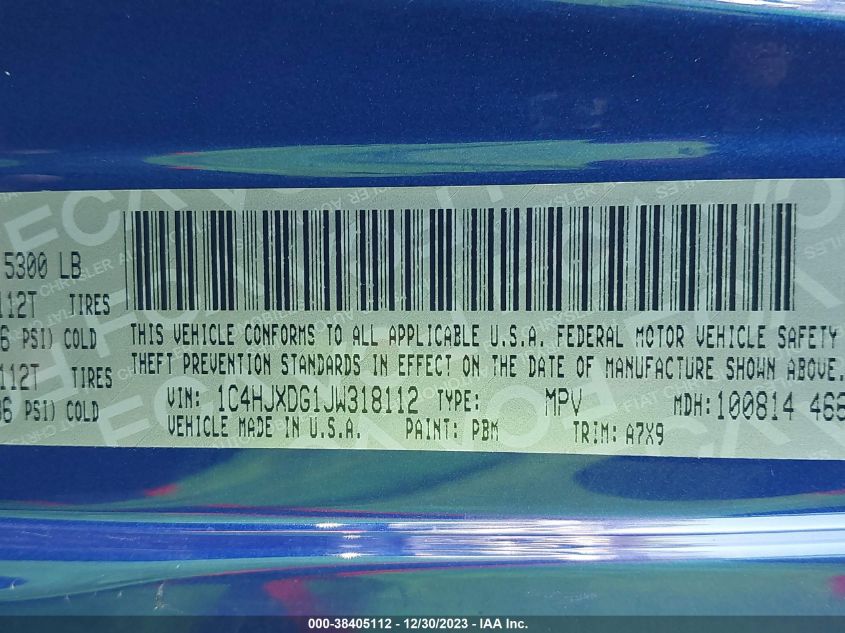 5300 LB
112T TIRES
PSI) COLD
112T TIRES
PSI) COLD
THIS VEHICLE CONFORMS TO ALL APPLICABLE U.S.A. FEDERAL MOTOR VEHICLE SAFETY
THEFT PREVENTION STANDARDS IN EFFECT ON THE DATE OF MANUFACTURE SHOWN ABOVE.
VIN: 1C4HJXDG1JW318112 TYPE: MPV MDH: 100814 466
VEHICLE MADE IN U.S.A. PAINT: PBM TRIM: A7X9
000-38405112 - 12/30/2023 - IAA Inc.